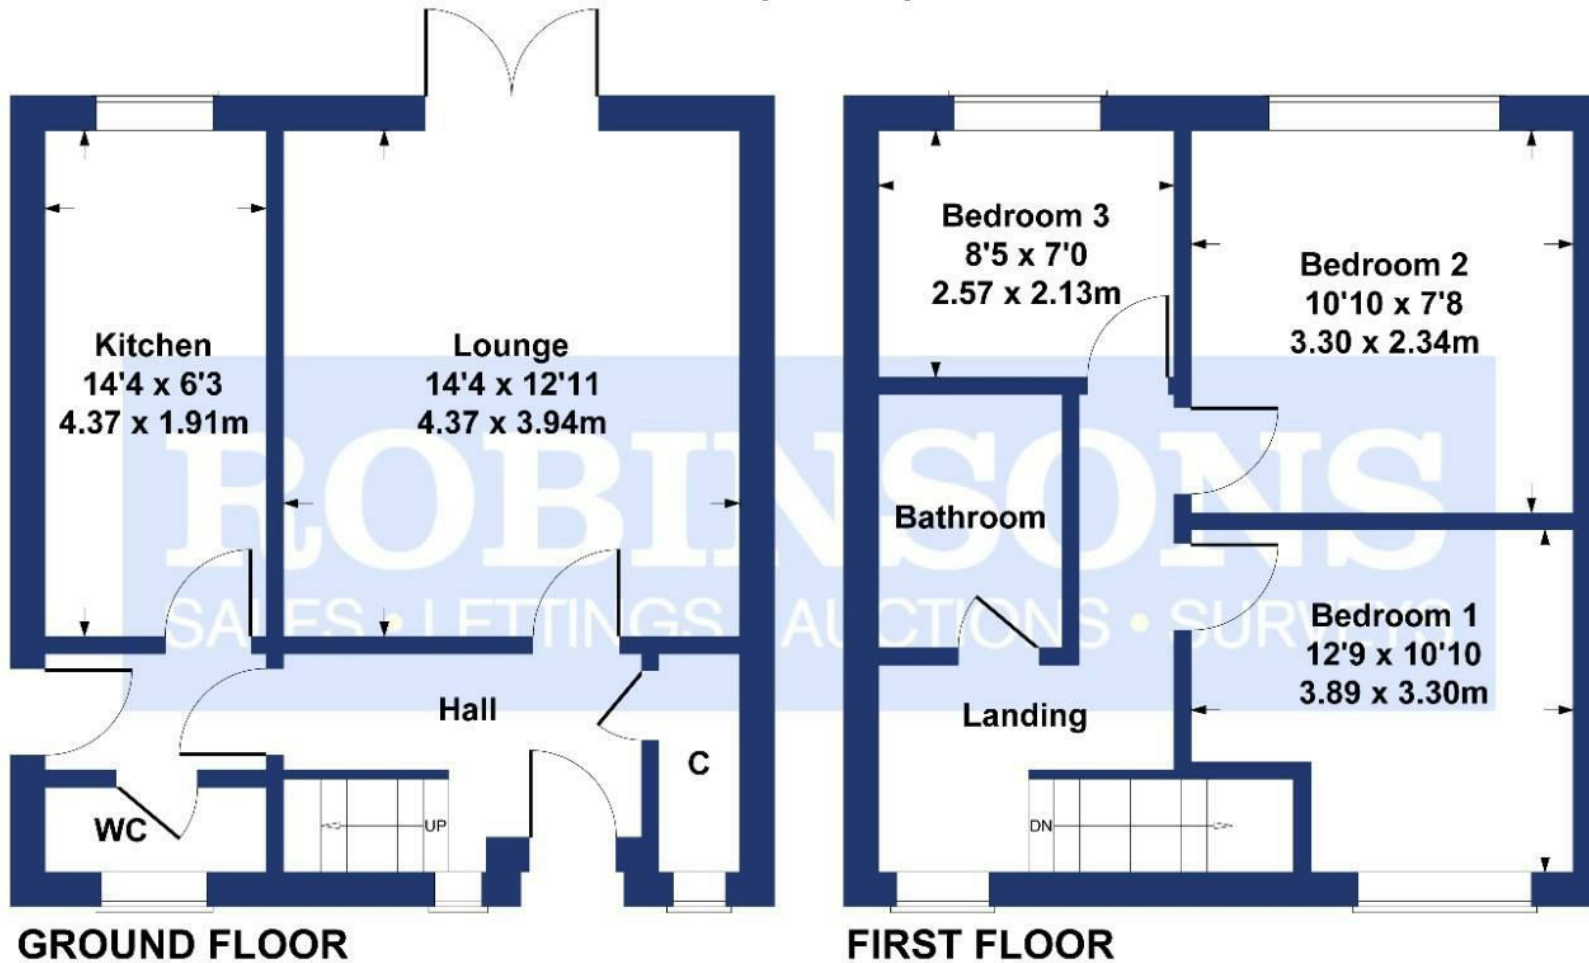 Kitchen
14'4 x 6'3
4.37 x 1.91m
Lounge
14'4 x 12'11
4.37 x 3.94m
Hall
WC
UP
C
GROUND FLOOR
Bedroom 3
8'5 x 7'0
2.57 x 2.13m
Bedroom 2
10'10 x 7'8
3.30 x 2.34m
Bathroom
Bedroom 1
12'9 x 10'10
3.89 x 3.30m
Landing
DN
FIRST FLOOR
ROBINSONS
SALES • LETTINGS • AUCTIONS • SURVEYS